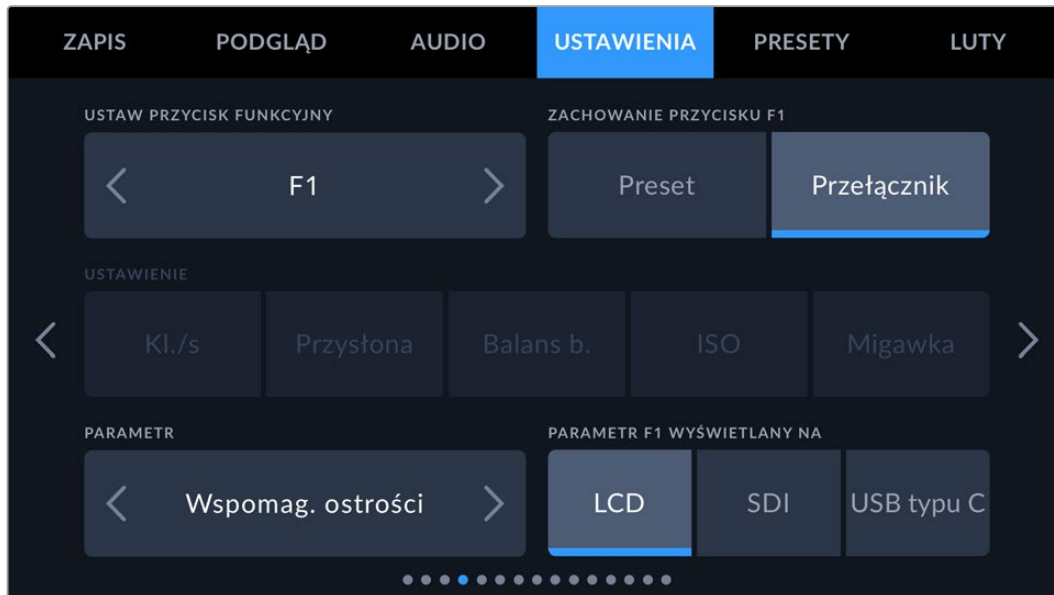 ZAPIS PODGLĄD AUDIO USTAWIENIA PRESETY LUTY
USTAW PRZYCISK FUNKCYJNY ZACHOWANIE PRZYCISKU F1
F1 Preset Przełącznik
USTAWIENIE
Kl./s Przysłona Balans b. ISO Migawka
PARAMETR PARAMETR F1 WYŚWIETLANY NA
Wspomag. ostrości LCD SDI USB typu C